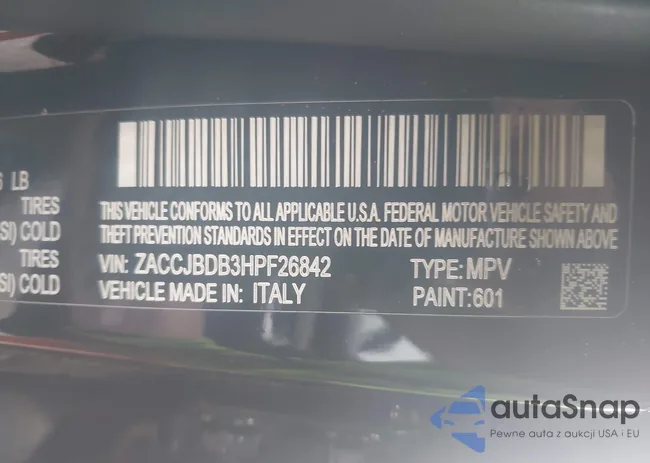 LB
TIRES
THIS VEHICLE CONFORMS TO ALL APPLICABLE U.S.A. FEDERAL MOTOR VEHICLE SAFETY AND
SI) COLD
THEFT PREVENTION STANDARDS IN EFFECT ON THE DATE OF MANUFACTURE SHOWN ABOVE
TIRES
VIN: ZACCJBDB3HPF26842 TYPE: MPV
SI) COLD
VEHICLE MADE IN: ITALY PAINT:601
autaSnap
Pewne auta z aukcji USA i EU